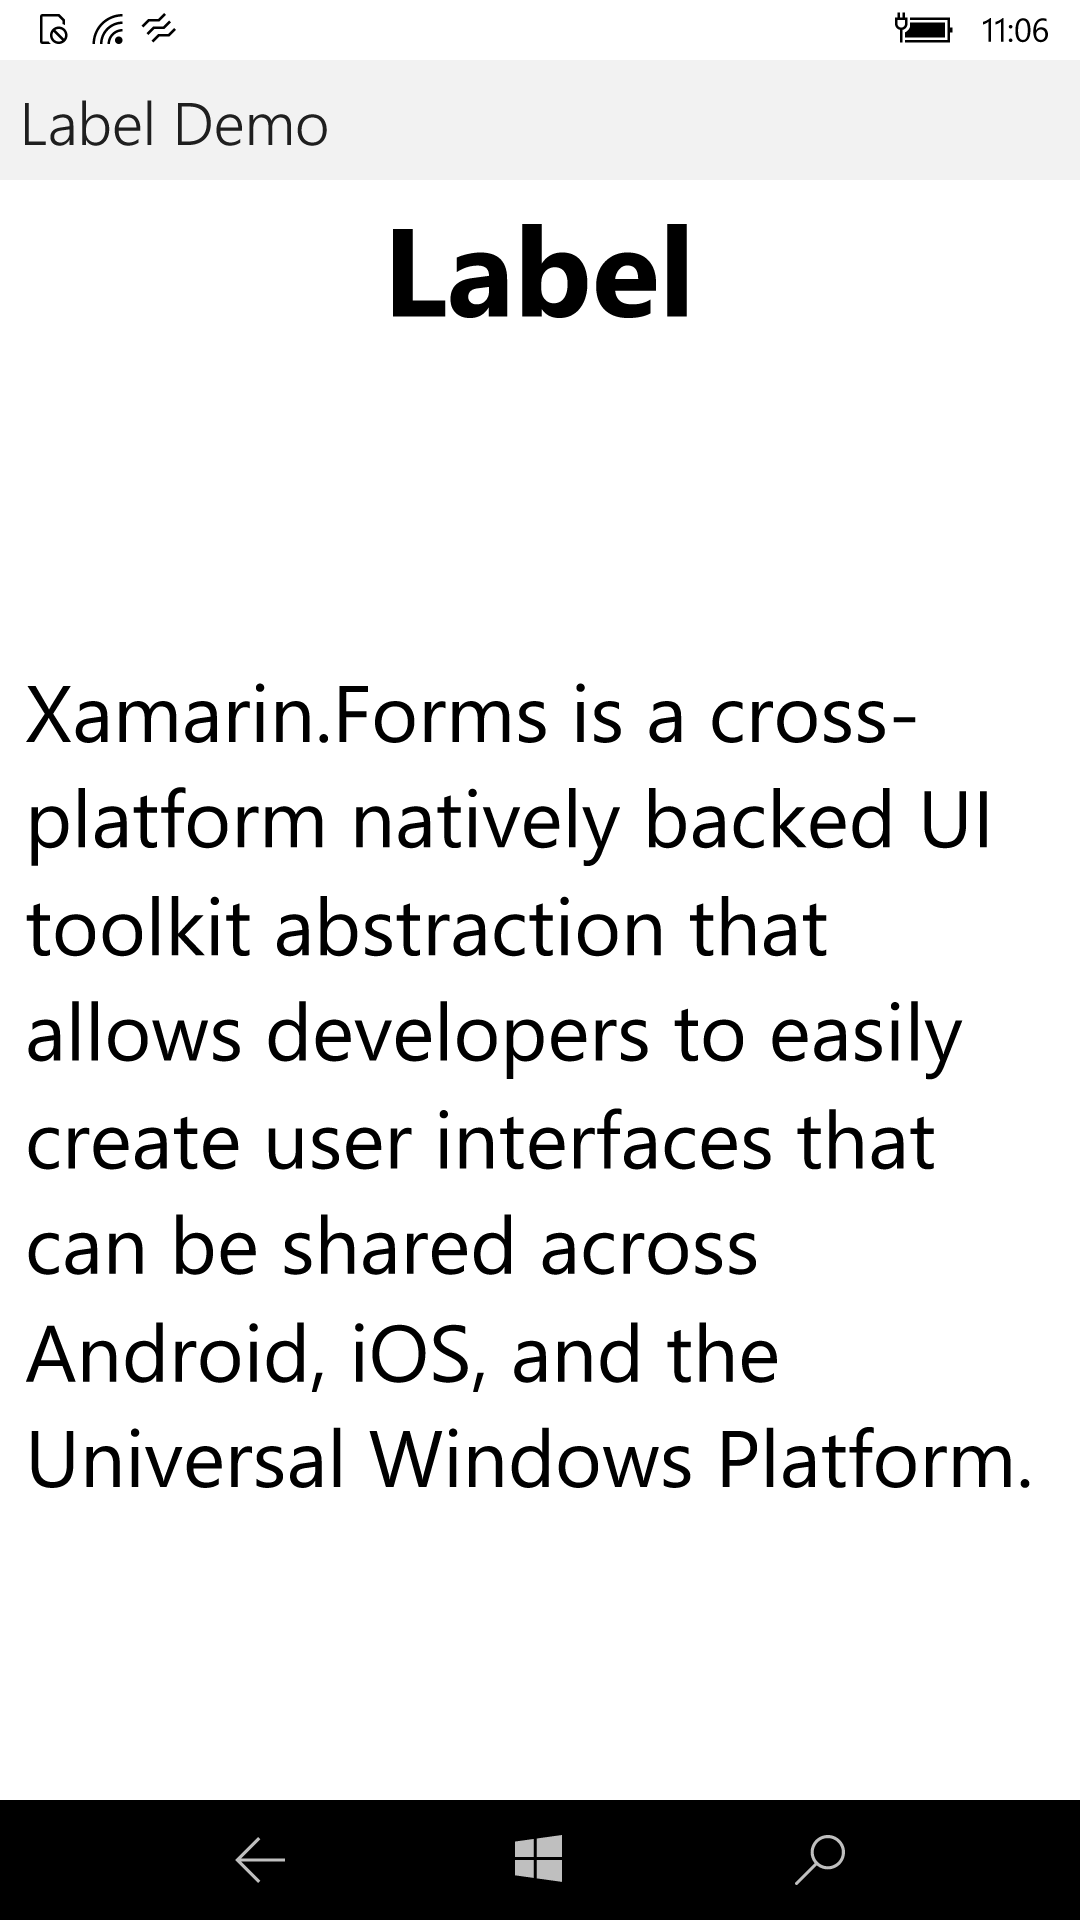 11:06
Label Demo
Label
Xamarin.Forms is a cross-
platform natively backed UI
toolkit abstraction that
allows developers to easily
create user interfaces that
can be shared across
Android, iOS, and the
Universal Windows Platform.